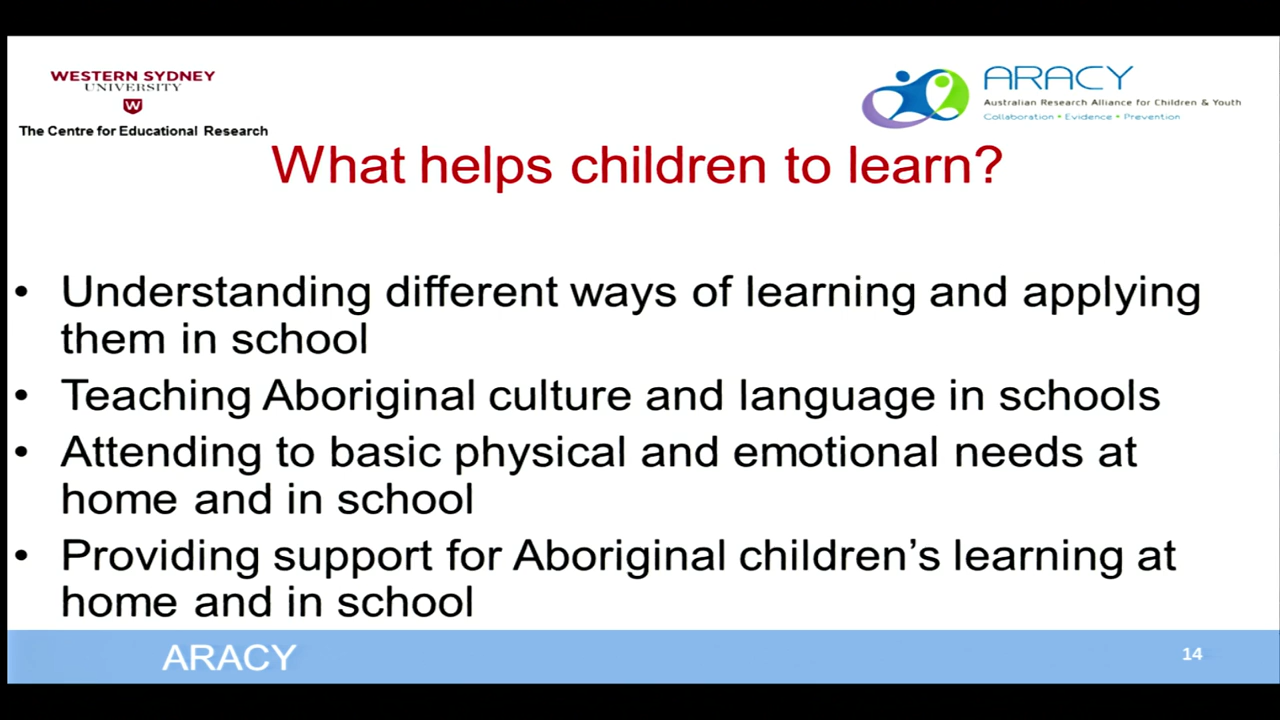 WESTERN SYDNEY
UNIVERSITY
W
The Centre for Educational Research
ARACY
Australian Research Alliance for Children & Youth
Collaboration • Evidence • Prevention
What helps children to learn?
• Understanding different ways of learning and applying
them in school
• Teaching Aboriginal culture and language in schools
• Attending to basic physical and emotional needs at
home and in school
• Providing support for Aboriginal children’s learning at
home and in school
ARACY
14